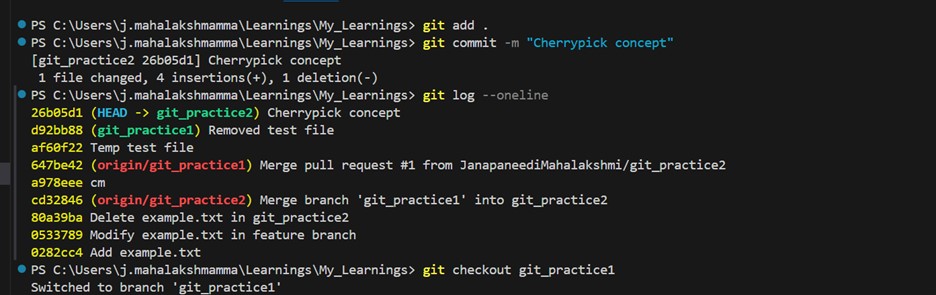 PS C:\Users\j.mahalakshmamma\Learnings\My_Learnings> git add .
PS C:\Users\j.mahalakshmamma\Learnings\My_Learnings> git commit -m "Cherrypick concept"
[git_practice2 26b05d1] Cherrypick concept
 1 file changed, 4 insertions(+), 1 deletion(-)
PS C:\Users\j.mahalakshmamma\Learnings\My_Learnings> git log --oneline
26b05d1 (HEAD -> git_practice2) Cherrypick concept
d92bb88 (git_practice1) Removed test file
af60f22 Temp test file
647be42 (origin/git_practice1) Merge pull request #1 from JanapaneediMahalakshmi/git_practice2
a978eee cm
cd32846 (origin/git_practice2) Merge branch 'git_practice1' into git_practice2
80a39ba Delete example.txt in git_practice2
0533789 Modify example.txt in feature branch
0282cc4 Add example.txt
PS C:\Users\j.mahalakshmamma\Learnings\My_Learnings> git checkout git_practice1
Switched to branch 'git_practice1'